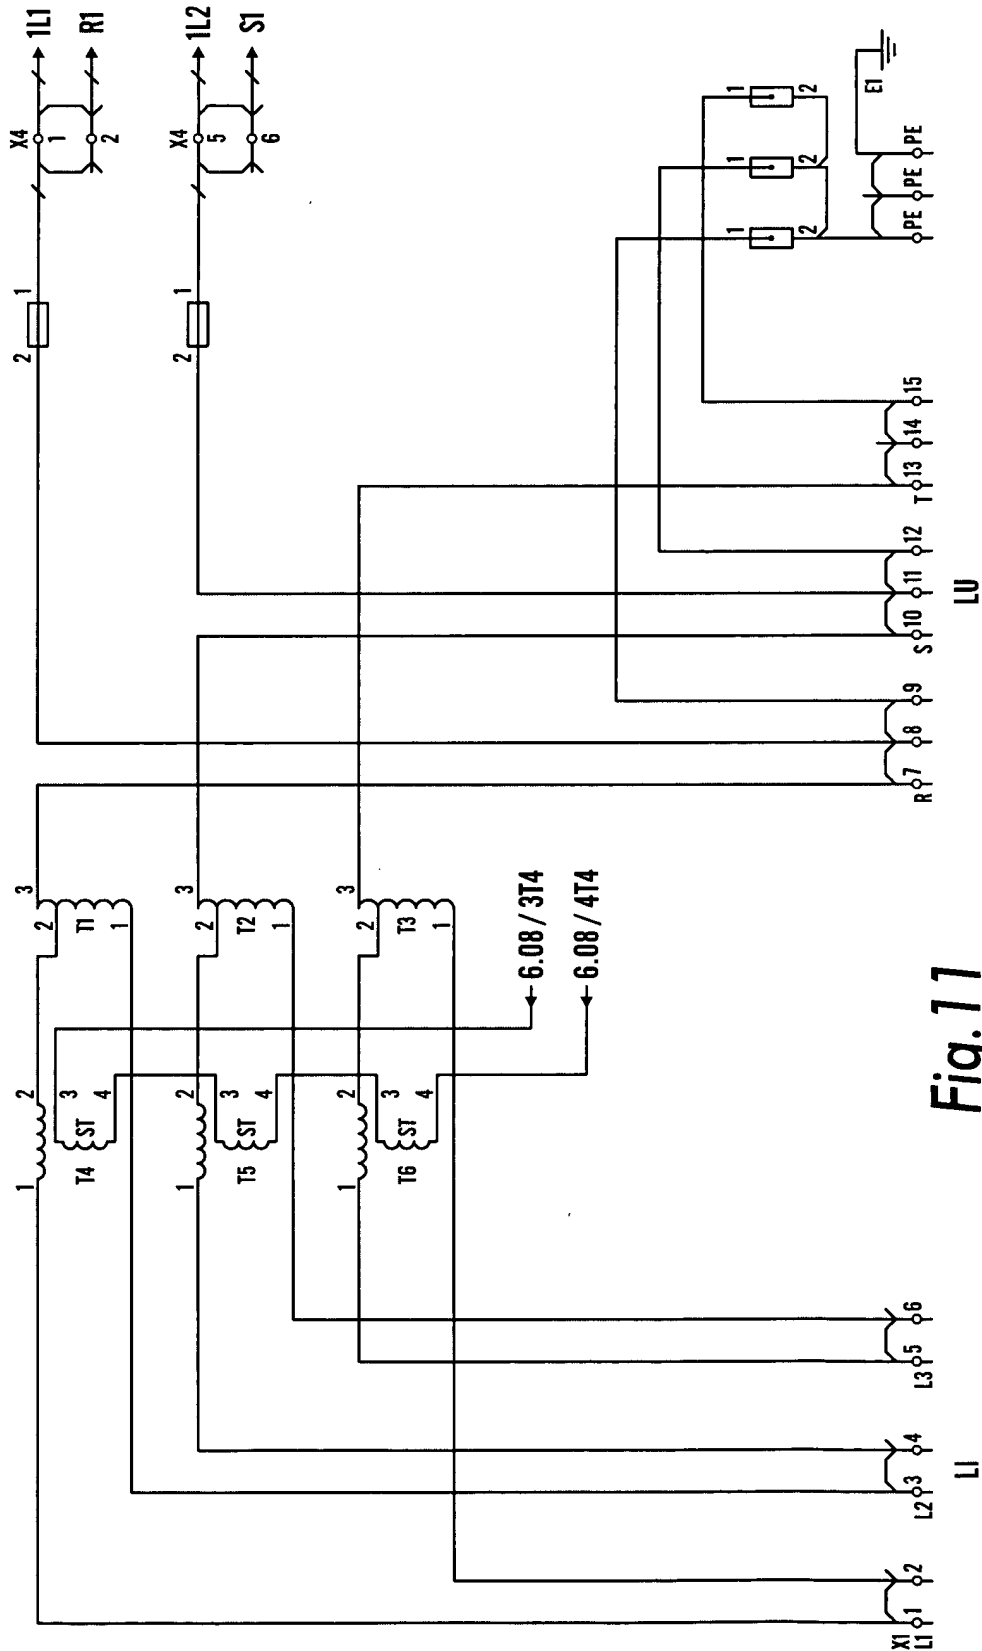 1L1
R1
1L2
S1
X4
1
2
X4
5
6
2 1
2 1
1 2
1 2
1 2
E1
PE PE PE
1 2
3 4
ST
T4
2 3
T1
1
1 2
3 4
ST
T5
2 3
T2
1
1 2
3 4
ST
T6
2 3
T3
1
6.08 / 3T4
6.08 / 4T4
X1
L1 1 2
L2 3 4
L3 5 6
R 7 8 9
S 10 11 12
T 13 14 15
LI
LU
Fig. 11